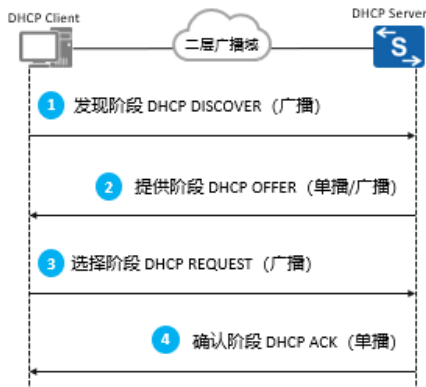 DHCP Client
DHCP Server
二层广播域
S
1 发现阶段 DHCP DISCOVER（广播）
2 提供阶段 DHCP OFFER（单播/广播）
3 选择阶段 DHCP REQUEST（广播）
4 确认阶段 DHCP ACK（单播）